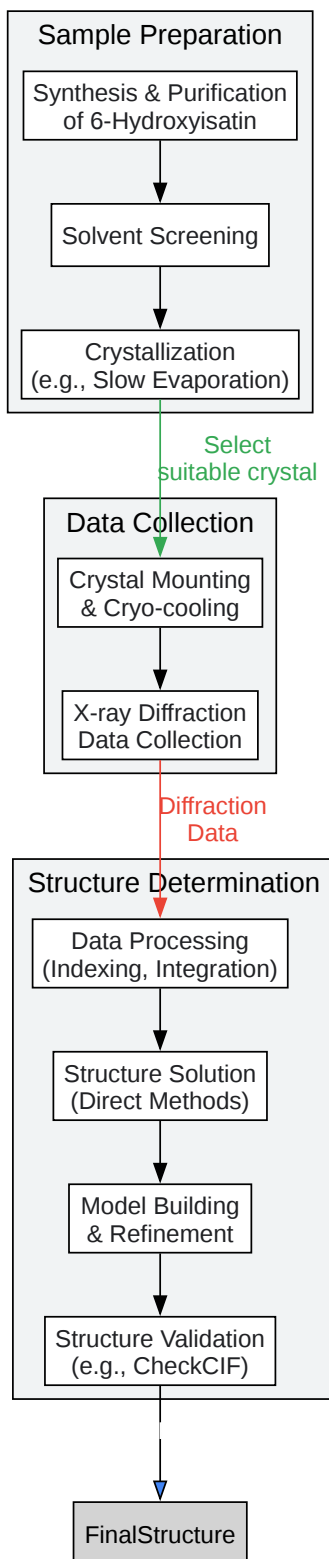 Sample Preparation
Synthesis & Purification
of 6-Hydroxyisatin
Solvent Screening
Crystallization
(e.g., Slow Evaporation)
Select
suitable crystal
Data Collection
Crystal Mounting
& Cryo-cooling
X-ray Diffraction
Data Collection
Diffraction
Data
Structure Determination
Data Processing
(Indexing, Integration)
Structure Solution
(Direct Methods)
Model Building
& Refinement
Structure Validation
(e.g., CheckCIF)
FinalStructure